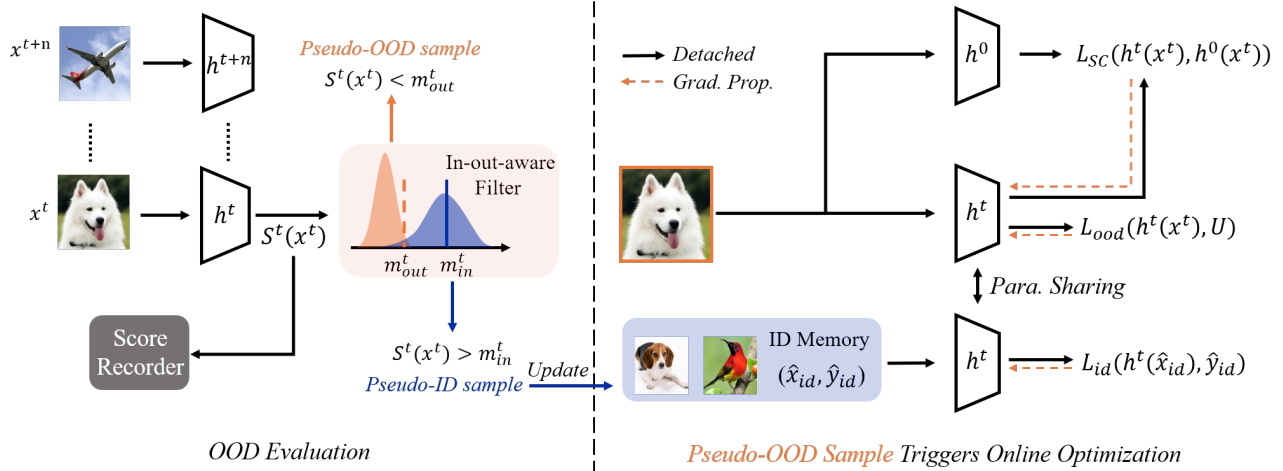 x^{t+n}
h^{t+n}
Pseudo-OOD sample
S^t(x^t) < m^t_{out}
In-out-aware
Filter
x^t
h^t
S^t(x^t)
m^t_{out}
m^t_{in}
Score
Recorder
S^t(x^t) > m^t_{in}
Pseudo-ID sample
Update
OOD Evaluation
Detached
Grad. Prop.
h^0
L_{SC}(h^t(x^t), h^0(x^t))
h^t
L_{ood}(h^t(x^t), U)
Para. Sharing
ID Memory
(x̂_{id}, ŷ_{id})
h^t
L_{id}(h^t(x̂_{id}), ŷ_{id})
Pseudo-OOD Sample Triggers Online Optimization